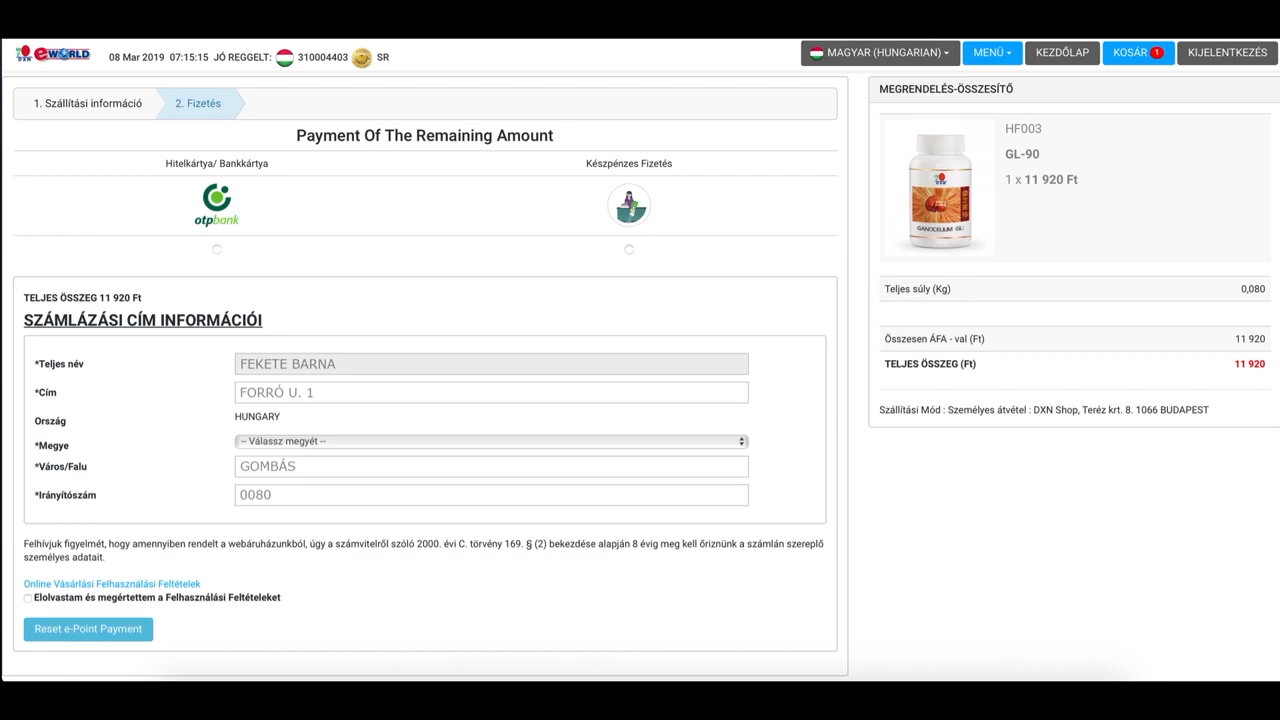 DXN eWORLD 08 Mar 2019 07:15:15 JÓ REGGELT: 310004403 SR
MAGYAR (HUNGARIAN) MENÜ KEZDŐLAP KOSÁR 1 KIJELENTKEZÉS
1. Szállítási információ 2. Fizetés
Payment Of The Remaining Amount
Hitelkártya/ Bankkártya Készpénzes Fizetés
otpbank
TELJES ÖSSZEG 11 920 Ft
SZÁMLÁZÁSI CÍM INFORMÁCIÓI
*Teljes név FEKETE BARNA
*Cím FORRÓ U. 1
Ország HUNGARY
*Megye -- Válassz megyét --
*Város/Falu GOMBÁS
*Irányítószám 0080
Felhívjuk figyelmét, hogy amennyiben rendelt a webáruházunkból, úgy a számvitelről szóló 2000. évi C. törvény 169. § (2) bekezdése alapján 8 évig meg kell őriznünk a számlán szereplő
személyes adatait.
Online Vásárlási Felhasználási Feltételek
Elolvastam és megértettem a Felhasználási Feltételeket
Reset e-Point Payment
MEGRENDELÉS-ÖSSZESÍTŐ
HF003
GL-90
1 x 11 920 Ft
GANOCELIUM (GL)
Teljes súly (Kg) 0,080
Összesen ÁFA - val (Ft) 11 920
TELJES ÖSSZEG (Ft) 11 920
Szállítási Mód : Személyes átvétel : DXN Shop, Teréz krt. 8. 1066 BUDAPEST